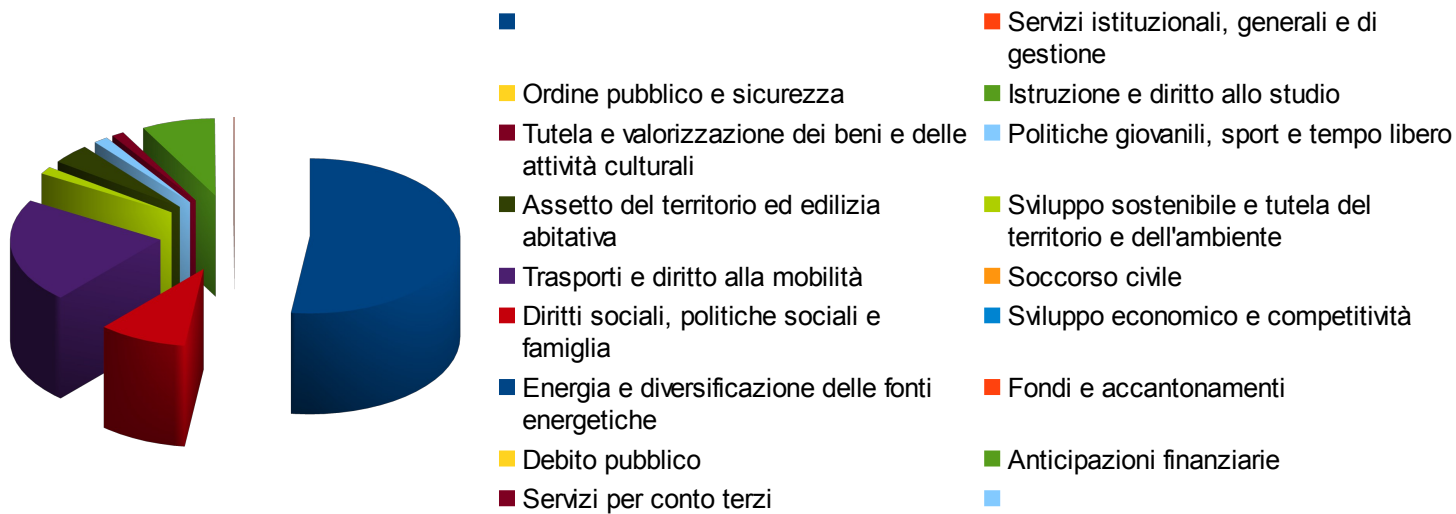 Servizi istituzionali, generali e di
gestione
Ordine pubblico e sicurezza
Istruzione e diritto allo studio
Tutela e valorizzazione dei beni e delle
attività culturali
Politiche giovanili, sport e tempo libero
Assetto del territorio ed edilizia
abitativa
Sviluppo sostenibile e tutela del
territorio e dell'ambiente
Trasporti e diritto alla mobilità
Soccorso civile
Diritti sociali, politiche sociali e
famiglia
Sviluppo economico e competitività
Energia e diversificazione delle fonti
energetiche
Fondi e accantonamenti
Debito pubblico
Anticipazioni finanziarie
Servizi per conto terzi